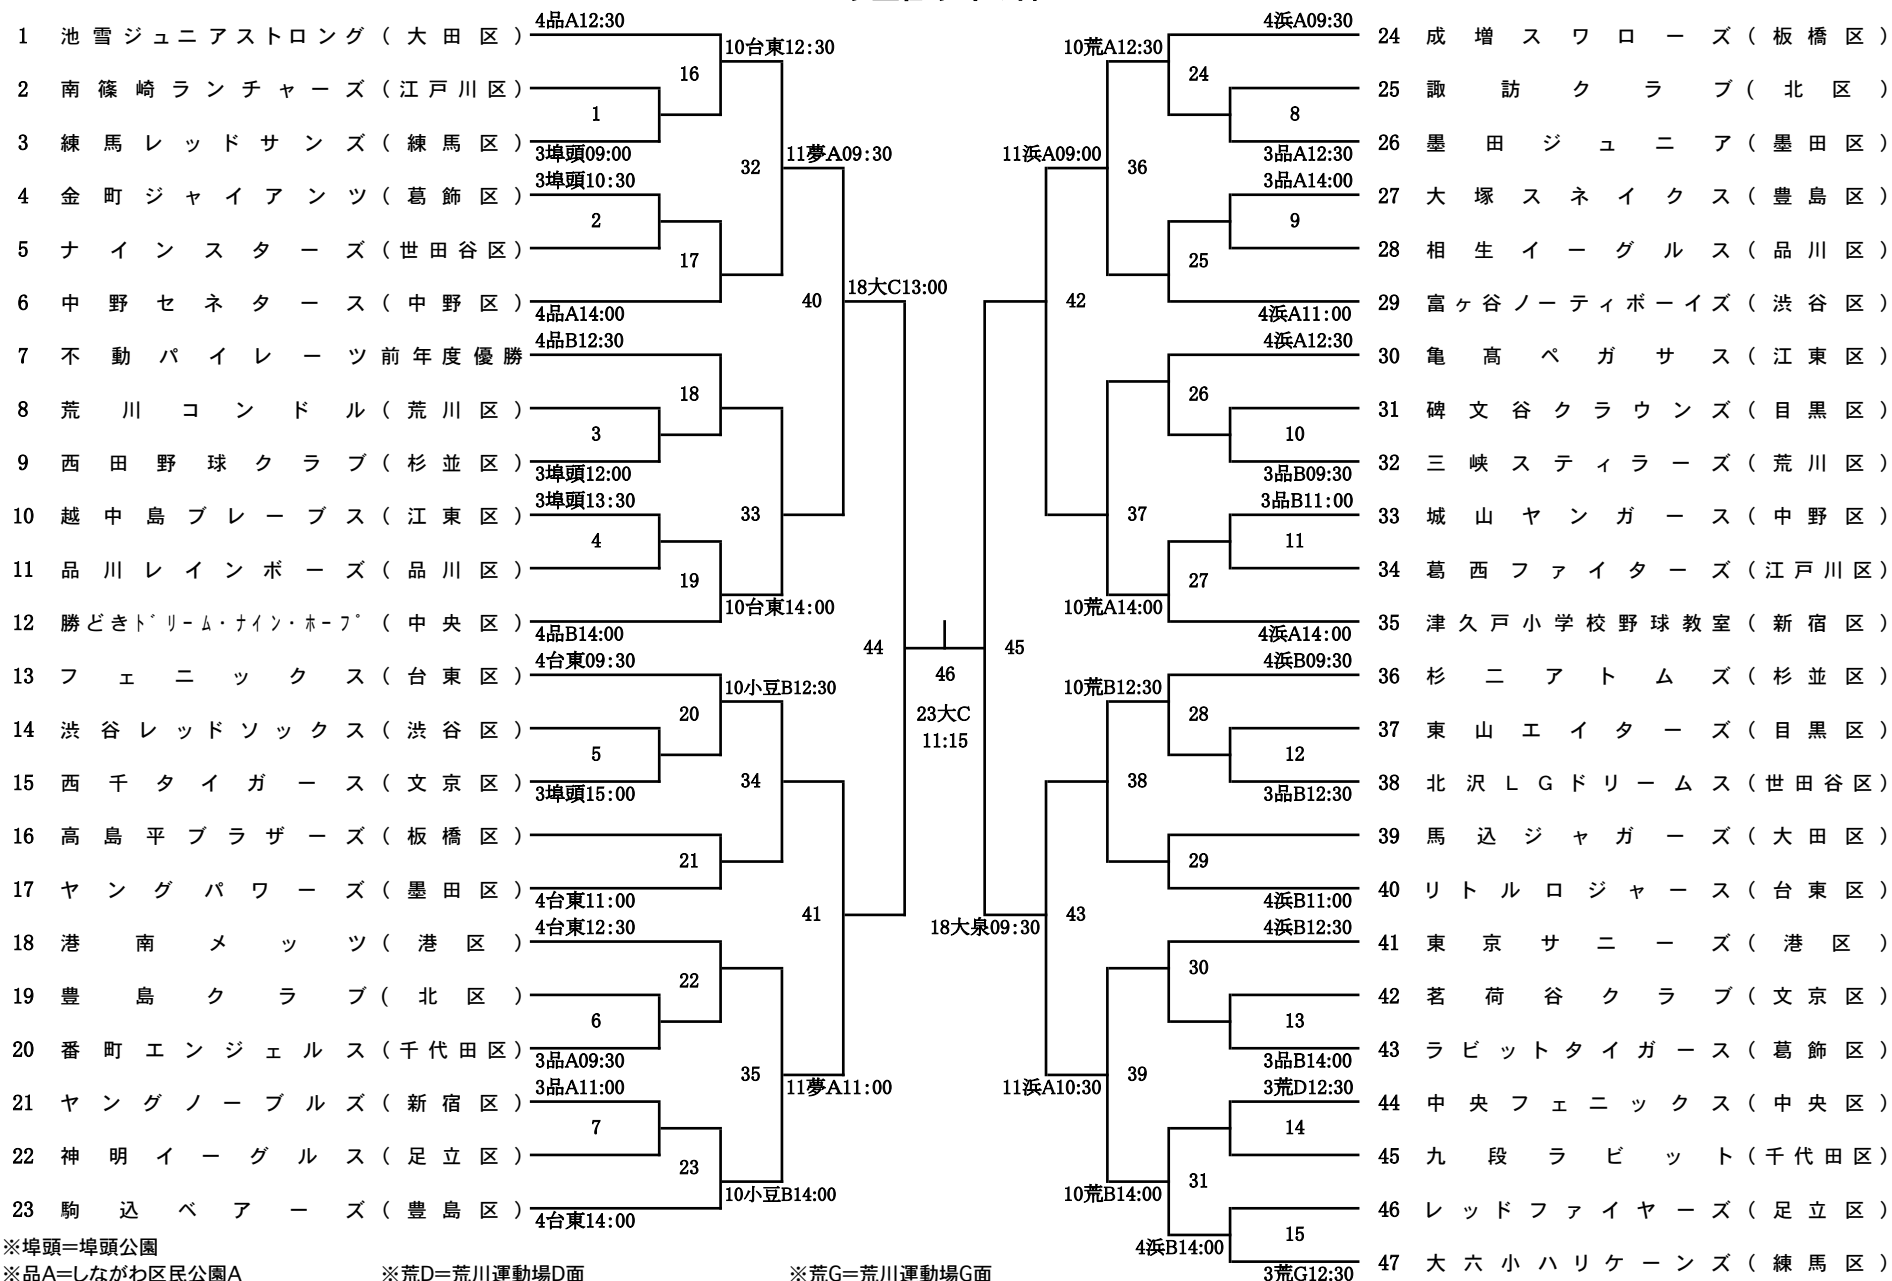 4品A12:30
1 池雪ジュニアストロング(大田区)
10台東12:30
16
2 南篠崎ランチャーズ(江戸川区)
1
3 練馬レッドサンズ(練馬区)
3埠頭09:00
32
11夢A09:30
3埠頭10:30
4 金町ジャイアンツ(葛飾区)
2
5 ナインスターズ(世田谷区)
17
6 中野セネタース(中野区)
4品A14:00
40
18大C13:00
4品B12:30
7 不動パイレーツ前年度優勝
18
8 荒川コンドル(荒川区)
3
9 西田野球クラブ(杉並区)
3埠頭12:00
3埠頭13:30
33
10 越中島ブレーブス(江東区)
4
11 品川レインボーズ(品川区)
19
10台東14:00
12 勝どきドリーム・ナイン・ホープ(中央区)
4品B14:00
44
4台東09:30
13 フェニックス(台東区)
10小豆B12:30
20
14 渋谷レッドソックス(渋谷区)
5
15 西千タイガース(文京区)
3埠頭15:00
34
16 高島平ブラザーズ(板橋区)
21
17 ヤングパワーズ(墨田区)
4台東11:00
41
4台東12:30
18 港南メッツ(港区)
22
19 豊島クラブ(北区)
6
20 番町エンジェルス(千代田区)
3品A09:30
35
11夢A11:00
3品A11:00
21 ヤングノーブルズ(新宿区)
7
22 神明イーグルス(足立区)
23
10小豆B14:00
23 駒込ベアーズ(豊島区)
4台東14:00
46
23大C
11:15
4浜A09:30
24 成増スワローズ(板橋区)
10荒A12:30
24
25 諏訪クラブ(北区)
8
26 墨田ジュニア(墨田区)
3品A12:30
11浜A09:00
36
3品A14:00
27 大塚スネイクス(豊島区)
9
28 相生イーグルス(品川区)
25
29 富ヶ谷ノーティボーイズ(渋谷区)
4浜A11:00
42
4浜A12:30
30 亀髙ペガサス(江東区)
26
31 碑文谷クラウンズ(目黒区)
10
32 三峡スティラーズ(荒川区)
3品B09:30
3品B11:00
37
33 城山ヤンガース(中野区)
11
34 葛西ファイターズ(江戸川区)
27
10荒A14:00
35 津久戸小学校野球教室(新宿区)
4浜A14:00
45
4浜B09:30
36 杉二アトムズ(杉並区)
10荒B12:30
28
37 東山エイターズ(目黒区)
12
38 北沢LGドリームス(世田谷区)
3品B12:30
38
39 馬込ジャガーズ(大田区)
29
40 リトルロジャース(台東区)
4浜B11:00
43
18大泉09:30
4浜B12:30
41 東京サニーズ(港区)
30
42 茗荷谷クラブ(文京区)
13
43 ラビットタイガース(葛飾区)
3品B14:00
11浜A10:30
39
3荒D12:30
44 中央フェニックス(中央区)
14
45 九段ラビット(千代田区)
31
10荒B14:00
46 レッドファイヤーズ(足立区)
15
4浜B14:00
47 大六小ハリケーンズ(練馬区)
3荒G12:30
※埠頭=埠頭公園
※品A=しながわ区民公園A ※荒D=荒川運動場D面 ※荒G=荒川運動場G面